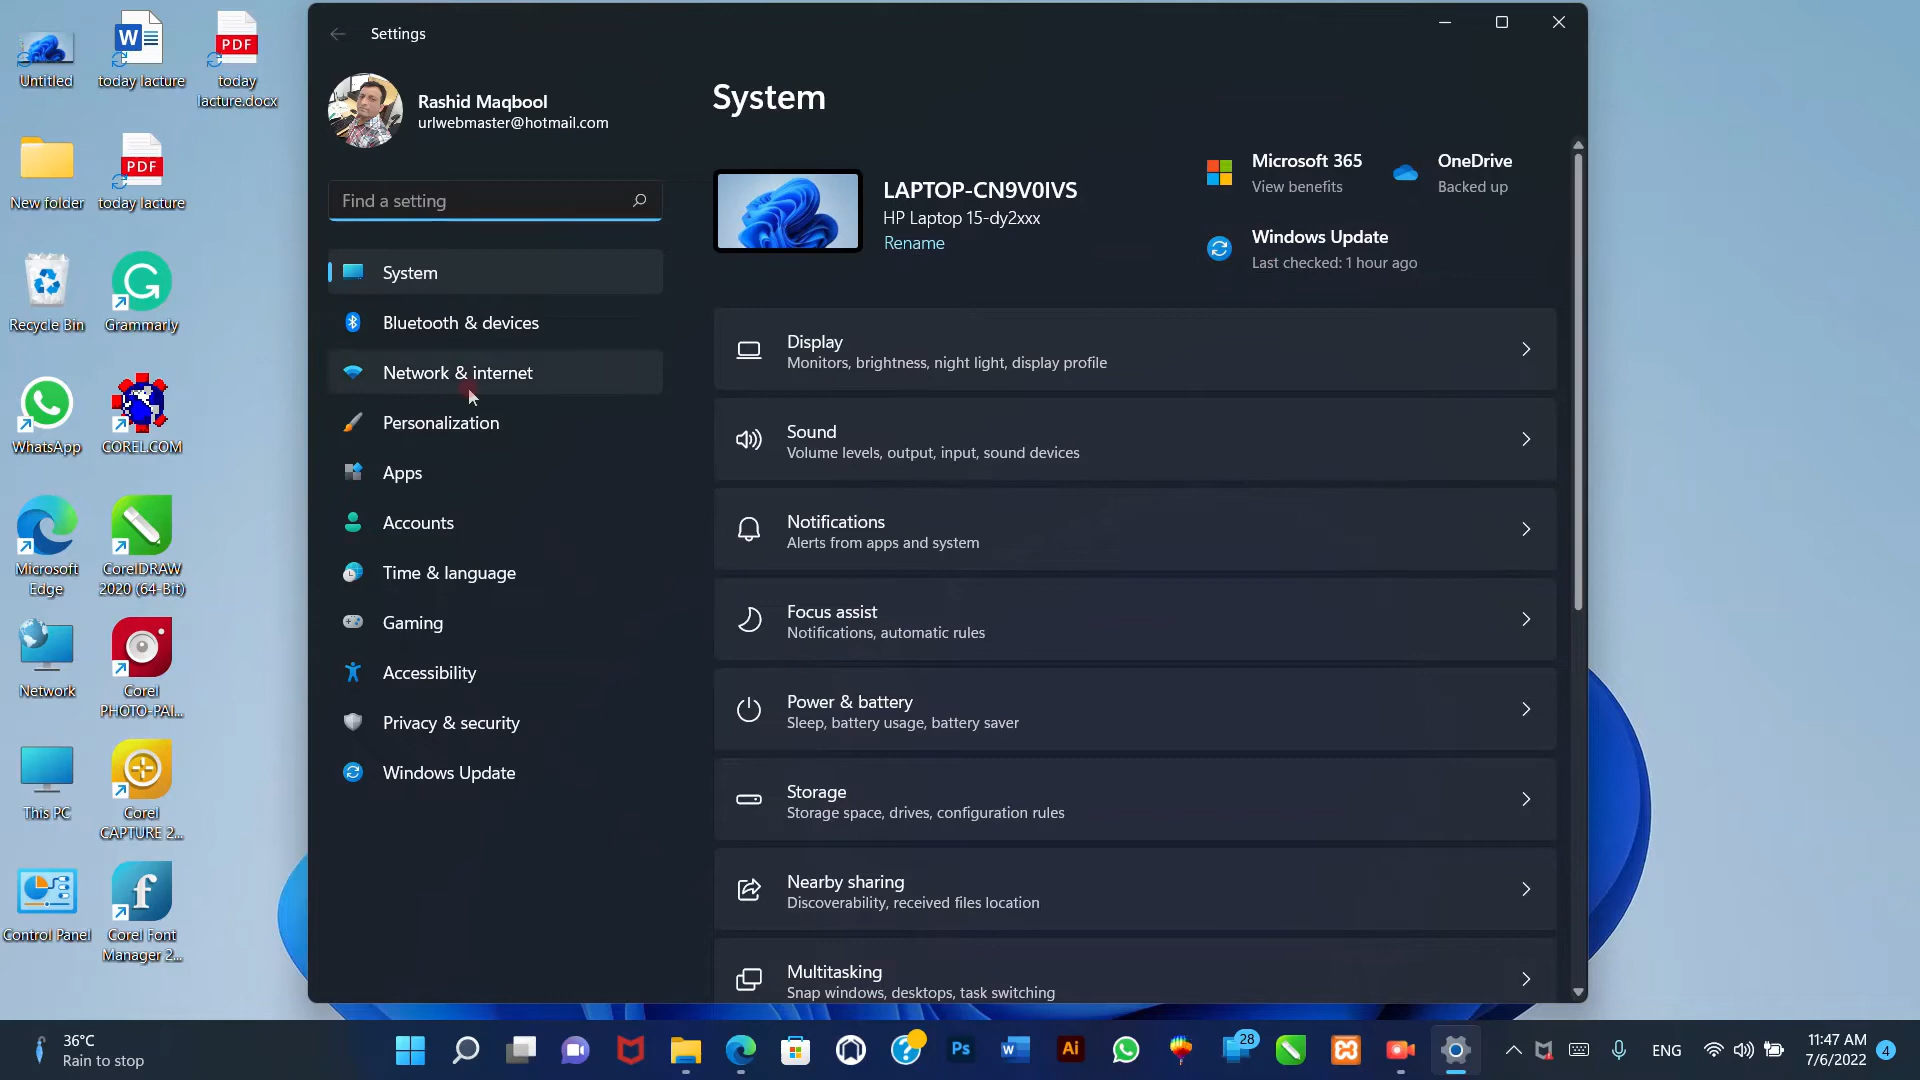 Settings
Rashid Maqbool
urlwebmaster@hotmail.com
Find a setting
System
Bluetooth & devices
Network & internet
Personalization
Apps
Accounts
Time & language
Gaming
Accessibility
Privacy & security
Windows Update
System
LAPTOP-CN9V0IVS
HP Laptop 15-dy2xxx
Rename
Microsoft 365
View benefits
OneDrive
Backed up
Windows Update
Last checked: 1 hour ago
Display
Monitors, brightness, night light, display profile
Sound
Volume levels, output, input, sound devices
Notifications
Alerts from apps and system
Focus assist
Notifications, automatic rules
Power & battery
Sleep, battery usage, battery saver
Storage
Storage space, drives, configuration rules
Nearby sharing
Discoverability, received files location
Multitasking
Snap windows, desktops, task switching
Untitled
W
today lacture
PDF
today
lacture.docx
New folder
PDF
today lacture
Recycle Bin
Grammarly
WhatsApp
COREL.COM
Microsoft
Edge
CorelDRAW
2020 (64-Bit)
Network
Corel
PHOTO-PAI...
This PC
Corel
CAPTURE 2...
Control Panel
f
Corel Font
Manager 2...
36°C
Rain to stop
Ps
W
Ai
28
ENG
11:47 AM
7/6/2022
4